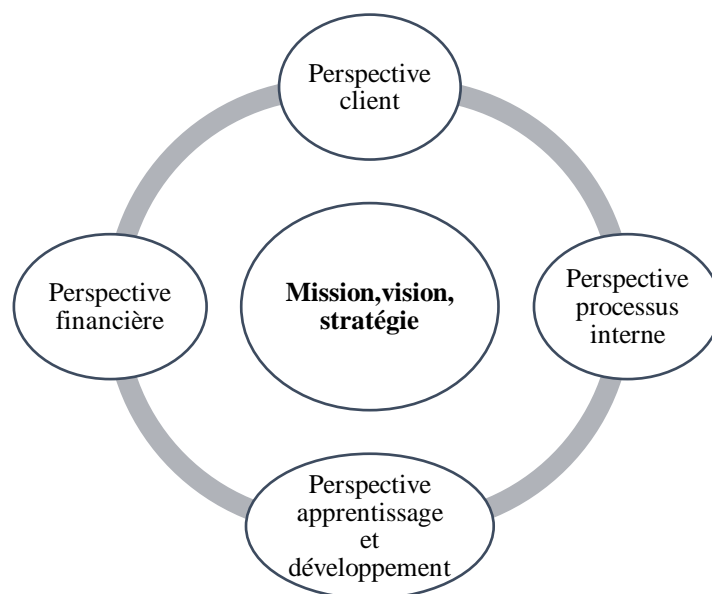 Perspective
client
Perspective
financière
Mission,vision,
stratégie
Perspective
processus
interne
Perspective
apprentissage
et
développement